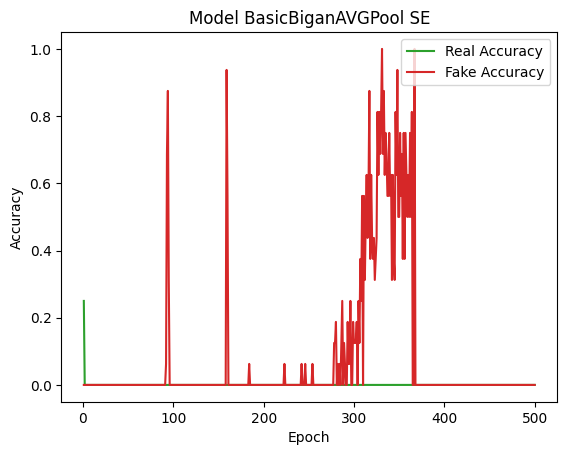 Model BasicBiganAVGPool SE
Real Accuracy
Fake Accuracy
Accuracy
1.0
0.8
0.6
0.4
0.2
0.0
0 100 200 300 400 500
Epoch